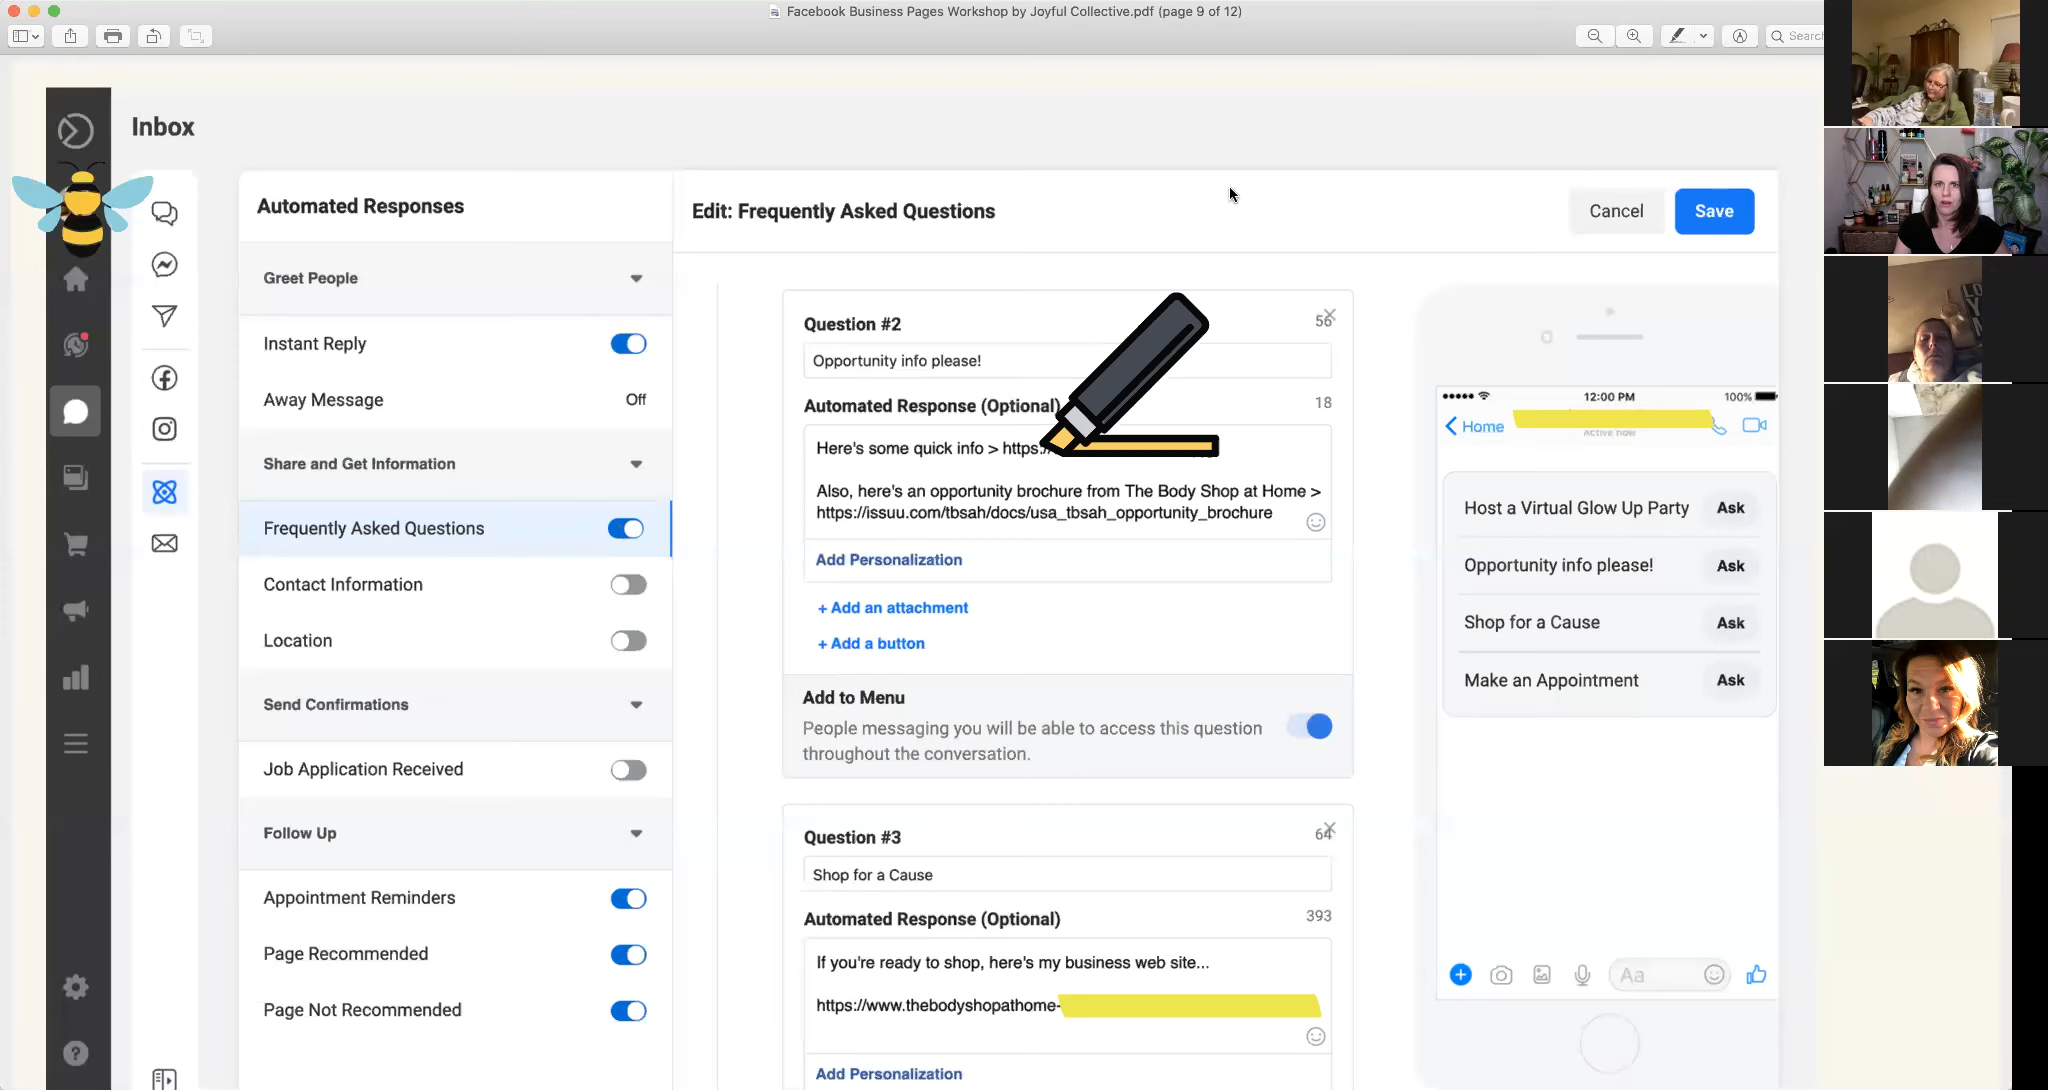 Facebook Business Pages Workshop by Joyful Collective.pdf (page 9 of 12)
Search
Inbox
Automated Responses
Greet People
Instant Reply
Away Message Off
Share and Get Information
Frequently Asked Questions
Contact Information
Location
Send Confirmations
Job Application Received
Follow Up
Appointment Reminders
Page Recommended
Page Not Recommended
Edit: Frequently Asked Questions
Cancel
Save
Question #2 56
Opportunity info please!
Automated Response (Optional) 18
Here's some quick info > https:/
Also, here's an opportunity brochure from The Body Shop at Home >
https://issuu.com/tbsah/docs/usa_tbsah_opportunity_brochure
Add Personalization
+ Add an attachment
+ Add a button
Add to Menu
People messaging you will be able to access this question
throughout the conversation.
Question #3 64
Shop for a Cause
Automated Response (Optional) 393
If you're ready to shop, here's my business web site...
https://www.thebodyshopathome-
Add Personalization
12:00 PM 100%
Home
Active now
Host a Virtual Glow Up Party Ask
Opportunity info please! Ask
Shop for a Cause Ask
Make an Appointment Ask
Aa